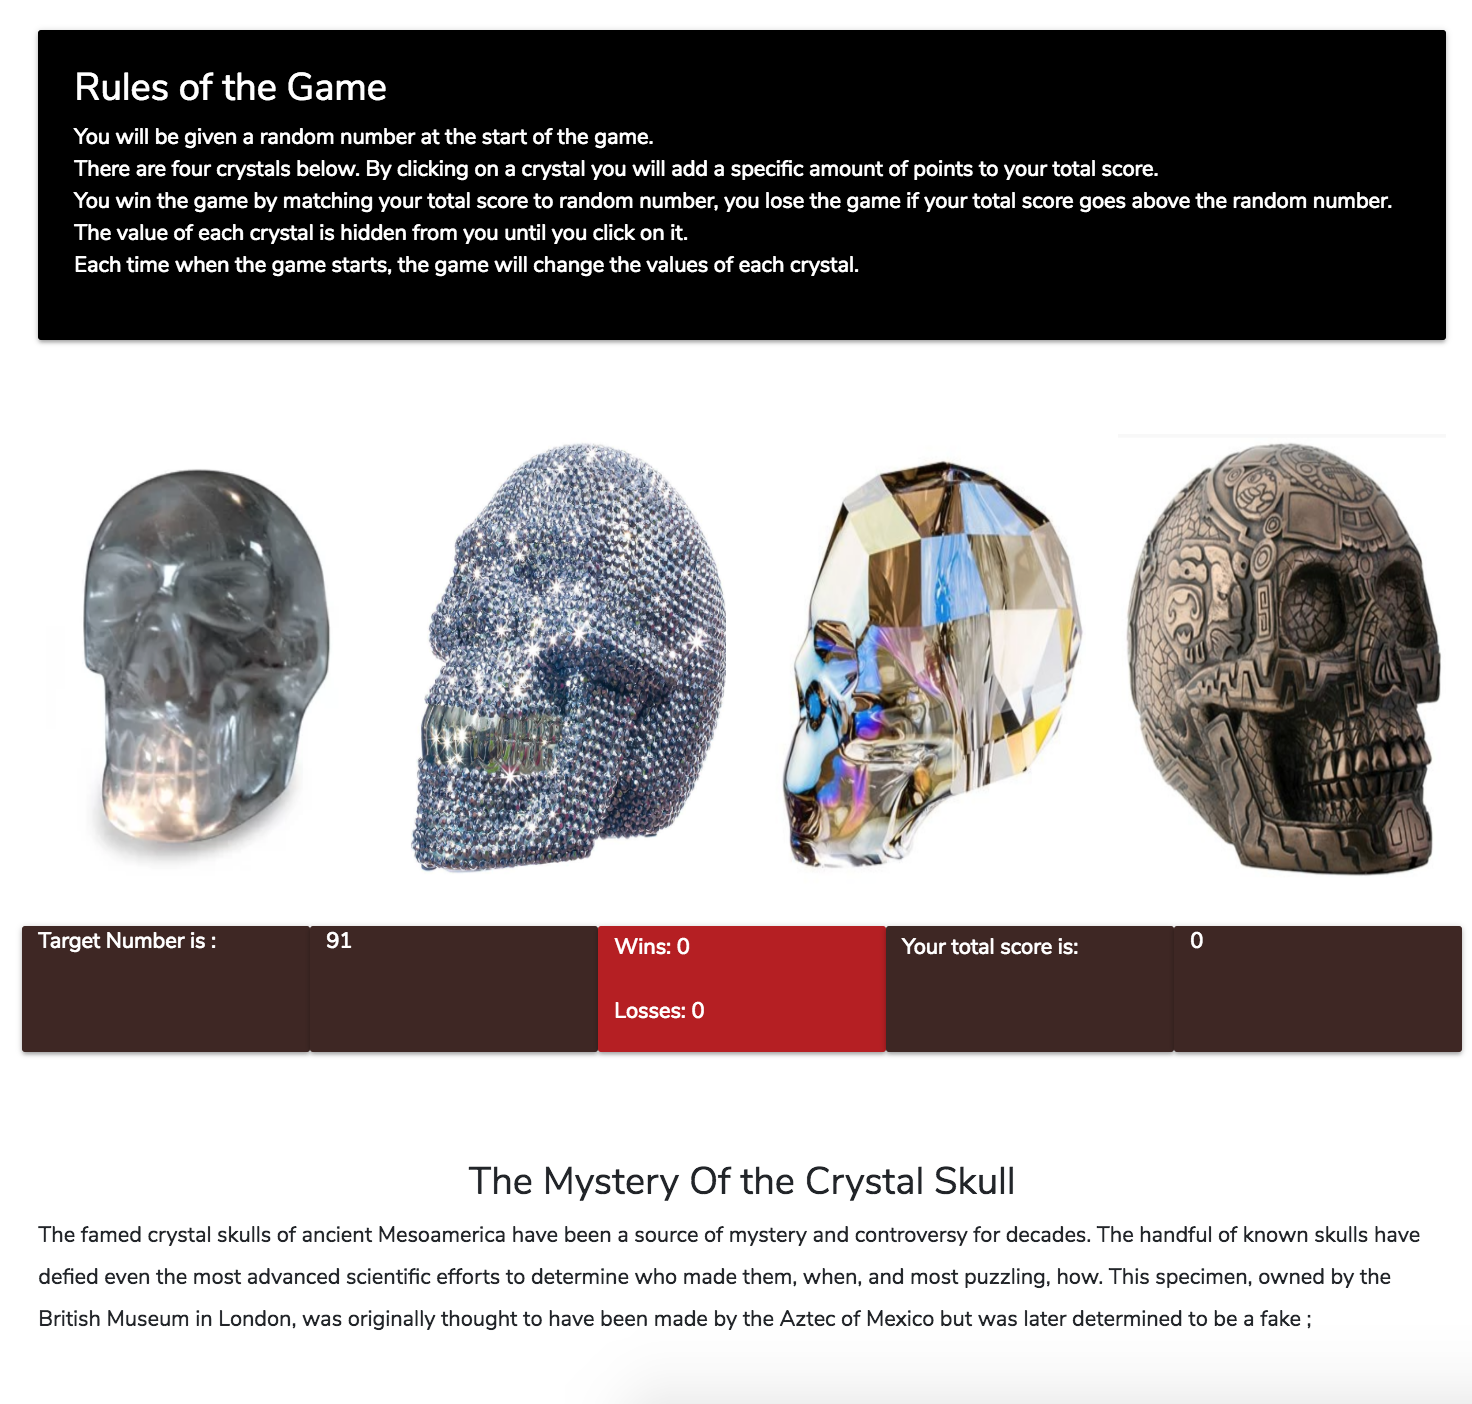 Rules of the Game
You will be given a random number at the start of the game.
There are four crystals below. By clicking on a crystal you will add a specific amount of points to your total score.
You win the game by matching your total score to random number, you lose the game if your total score goes above the random number.
The value of each crystal is hidden from you until you click on it.
Each time when the game starts, the game will change the values of each crystal.
Target Number is :
91
Wins: 0
Losses: 0
Your total score is:
0
The Mystery Of the Crystal Skull
The famed crystal skulls of ancient Mesoamerica have been a source of mystery and controversy for decades. The handful of known skulls have
defied even the most advanced scientific efforts to determine who made them, when, and most puzzling, how. This specimen, owned by the
British Museum in London, was originally thought to have been made by the Aztec of Mexico but was later determined to be a fake ;